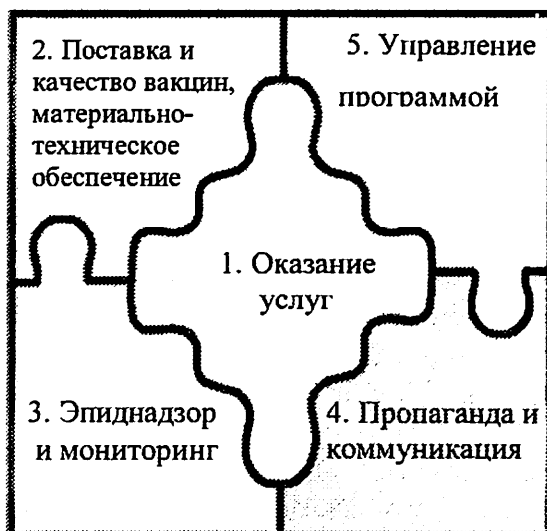 2. Поставка и
качество вакцин,
материально-
техническое
обеспечение
5. Управление
программой
1. Оказание
услуг
3. Эпиднадзор
и мониторинг
4. Пропаганда и
коммуникация